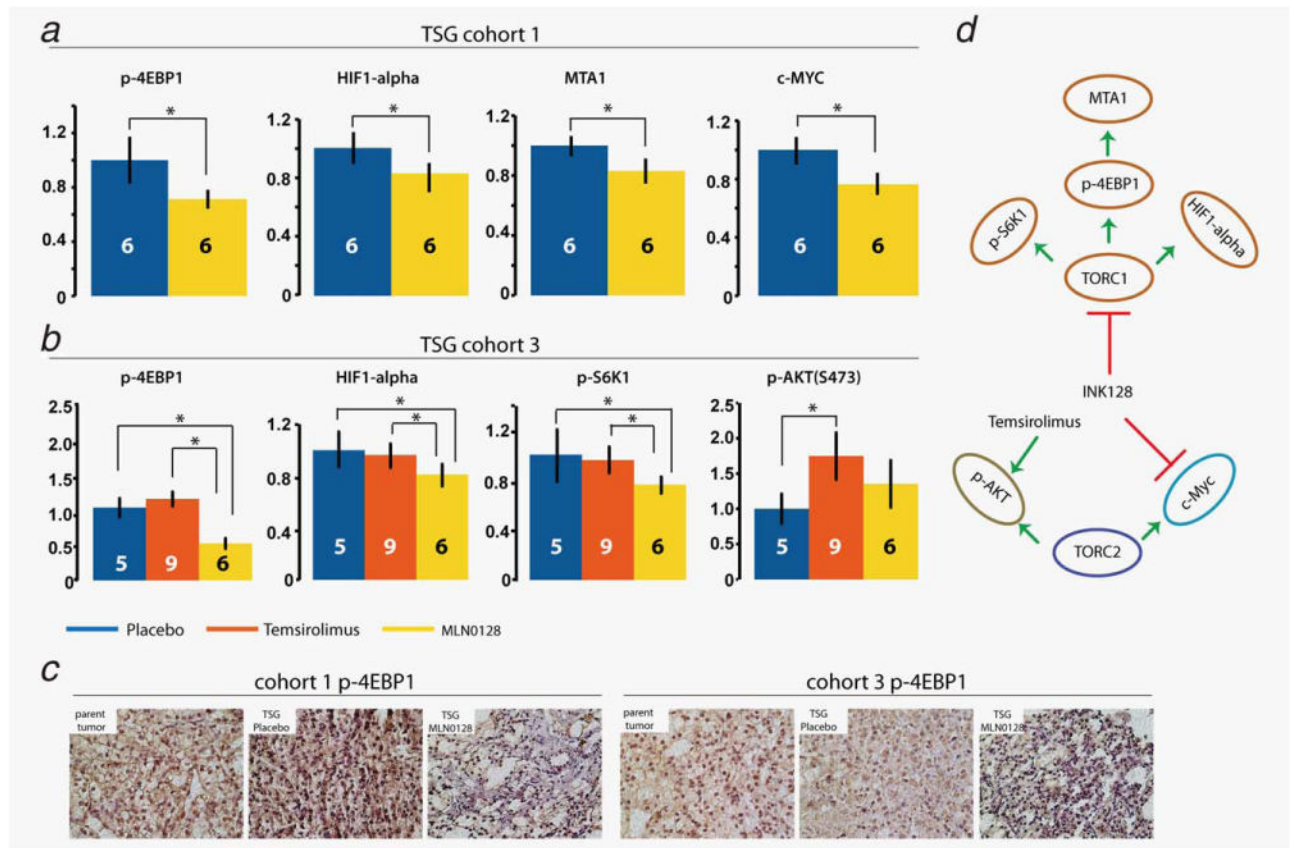 a
TSG cohort 1
p-4EBP1
HIF1-alpha
MTA1
c-MYC
1.2
0.8
0.4
0
*
6
6
1.2
0.8
0.4
0
*
6
6
1.2
0.8
0.4
0
*
6
6
1.2
0.8
0.4
0
*
6
6
b
TSG cohort 3
p-4EBP1
HIF1-alpha
p-S6K1
p-AKT(S473)
2.5
2.0
1.5
1.0
0.5
0
*
*
5
9
6
1.2
0.8
0.4
0
*
*
5
9
6
1.2
0.8
0.4
0
*
*
5
9
6
2.5
2.0
1.5
1.0
0.5
0
*
5
9
6
Placebo
Temsirolimus
MLN0128
c
cohort 1 p-4EBP1
cohort 3 p-4EBP1
parent
tumor
TSG
Placebo
TSG
MLN0128
parent
tumor
TSG
Placebo
TSG
MLN0128
d
MTA1
p-4EBP1
p-S6K1
HIF1-alpha
TORC1
INK128
Temsirolimus
p-AKT
c-Myc
TORC2